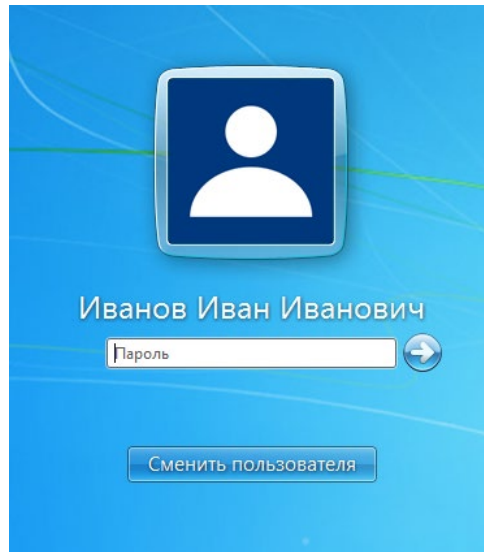 Иванов Иван Иванович
Пароль
Сменить пользователя